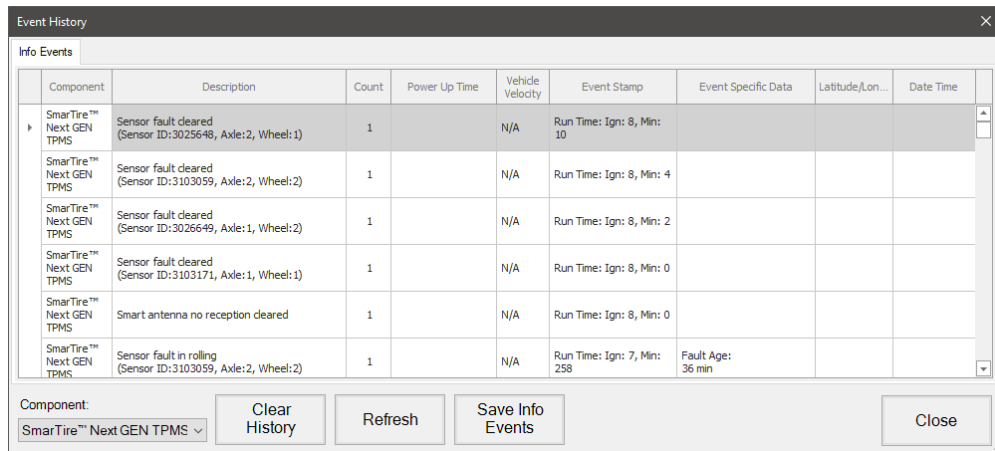 Event History
Info Events
Component Description Count Power Up Time Vehicle Velocity Event Stamp Event Specific Data Latitude/Lon... Date Time
SmarTire™ Next GEN TPMS
Sensor fault cleared
(Sensor ID:3025648, Axle:2, Wheel:1)
1
N/A
Run Time: Ign: 8, Min:
10
SmarTire™ Next GEN TPMS
Sensor fault cleared
(Sensor ID:3103059, Axle:2, Wheel:2)
1
N/A
Run Time: Ign: 8, Min: 4
SmarTire™ Next GEN TPMS
Sensor fault cleared
(Sensor ID:3026649, Axle:1, Wheel:2)
1
N/A
Run Time: Ign: 8, Min: 2
SmarTire™ Next GEN TPMS
Sensor fault cleared
(Sensor ID:3103171, Axle:1, Wheel:1)
1
N/A
Run Time: Ign: 8, Min: 0
SmarTire™ Next GEN TPMS
Smart antenna no reception cleared
1
N/A
Run Time: Ign: 8, Min: 0
SmarTire™ Next GEN TPMS
Sensor fault in rolling
(Sensor ID:3103059, Axle:2, Wheel:2)
1
N/A
Run Time: Ign: 7, Min:
258
Fault Age:
36 min
Component:
SmarTire™ Next GEN TPMS
Clear
History
Refresh
Save Info
Events
Close